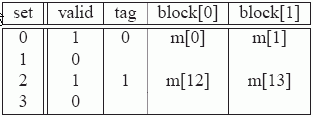 set valid tag block[0] block[1]
0 1 0 m[0] m[1]
1 0
2 1 1 m[12] m[13]
3 0